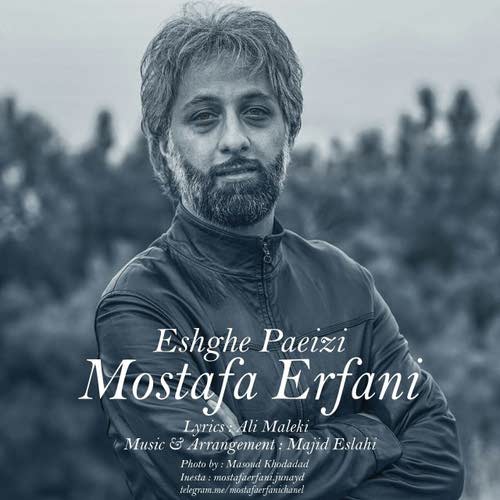 Eshghe Paeizi
Mostafa Erfani
Lyrics : Ali Maleki
Music & Arrangement : Majid Eslahi
Photo by : Masoud Khodadad
Inesta : mostafaerfani.junayd
telegram.me/ mostafaerfanichanel